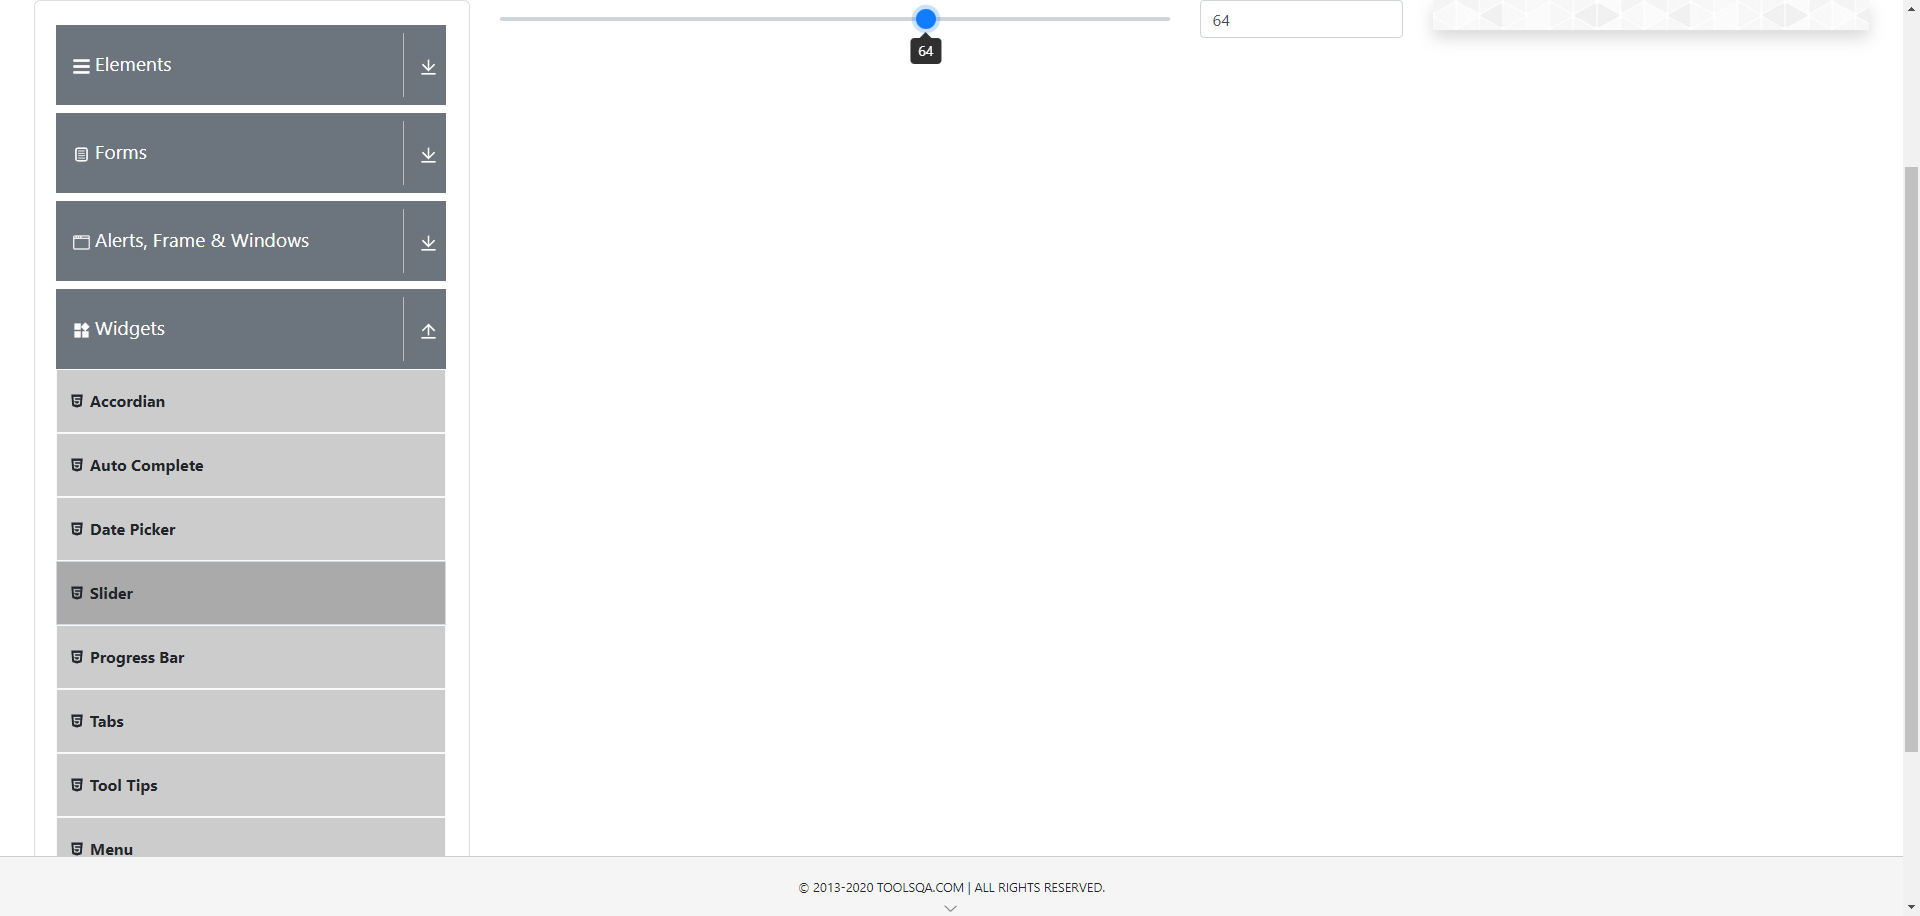 Elements
Forms
Alerts, Frame & Windows
Widgets
Accordian
Auto Complete
Date Picker
Slider
Progress Bar
Tabs
Tool Tips
Menu
64
64
© 2013-2020 TOOLSQA.COM | ALL RIGHTS RESERVED.